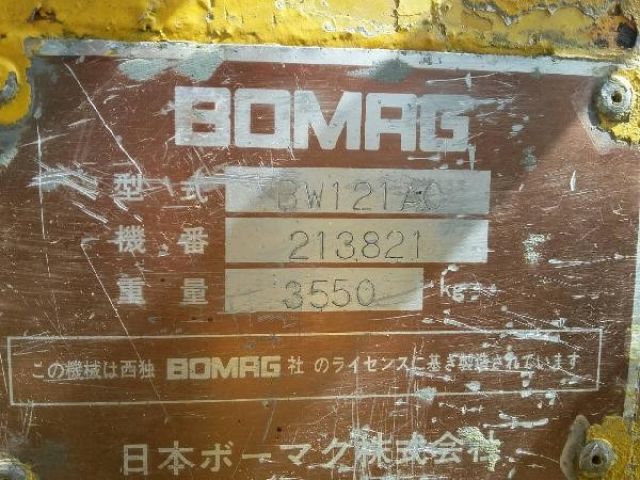 BOMAG
型式 BW121AC
機番 213821
重量 3550 kg
この機械は西独 BOMAG 社 のライセンスに基き製造されています
日本ボーマク株式会社